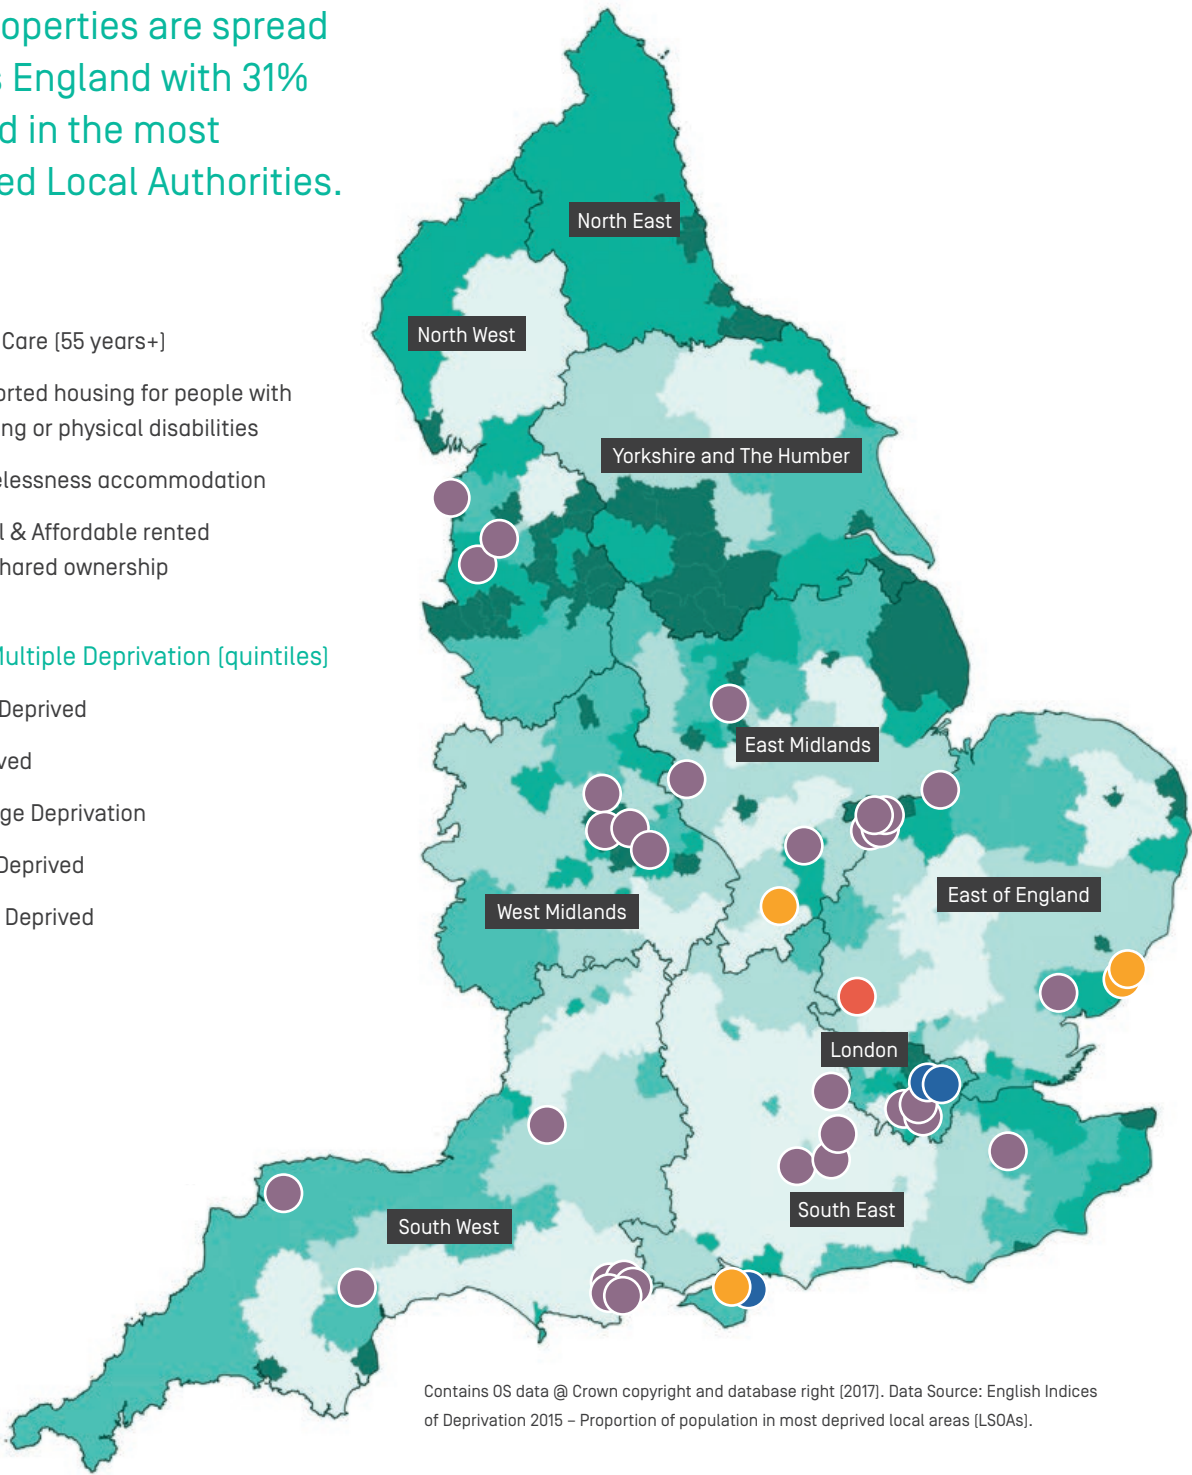 operties are spread
s England with 31%
d in the most
ed Local Authorities.
Care (55 years+)
orted housing for people with
ng or physical disabilities
elessness accommodation
l & Affordable rented
hared ownership
Multiple Deprivation (quintiles)
Deprived
ved
ge Deprivation
Deprived
Deprived
North East
North West
Yorkshire and The Humber
East Midlands
West Midlands
East of England
London
South East
South West
Contains OS data @ Crown copyright and database right (2017). Data Source: English Indices
of Deprivation 2015 – Proportion of population in most deprived local areas (LSOAs).